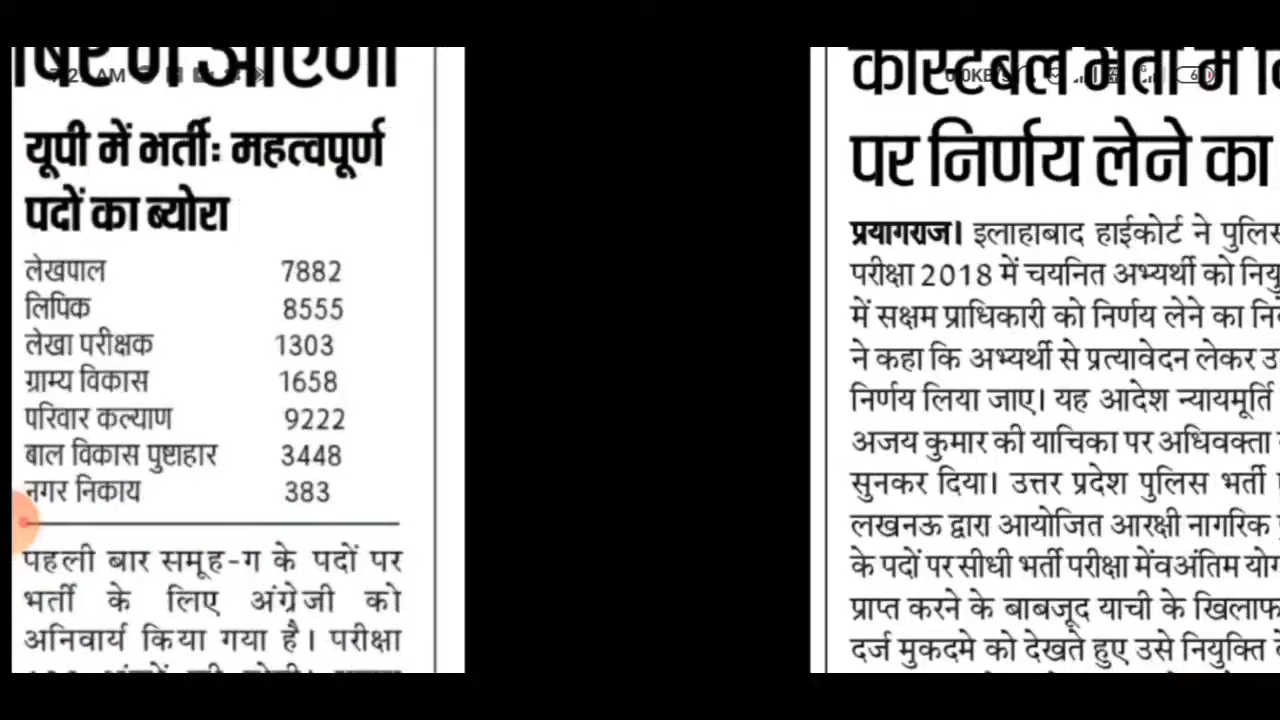 यूपी में भर्तीः महत्वपूर्ण
पदों का ब्योरा
लेखपाल 7882
लिपिक 8555
लेखा परीक्षक 1303
ग्राम्य विकास 1658
परिवार कल्याण 9222
बाल विकास पुष्टाहार 3448
नगर निकाय 383
पहली बार समूह-ग के पदों पर
भर्ती के लिए अंग्रेजी को
अनिवार्य किया गया है। परीक्षा
कांस्टेबल भर्ती में
पर निर्णय लेने का
प्रयागराज। इलाहाबाद हाईकोर्ट ने पुलिस
परीक्षा 2018 में चयनित अभ्यर्थी को
में सक्षम प्राधिकारी को निर्णय लेने का
ने कहा कि अभ्यर्थी से प्रत्यावेदन लेकर
निर्णय लिया जाए। यह आदेश न्यायमूर्ति
अजय कुमार की याचिका पर अधिवक्ता
सुनकर दिया। उत्तर प्रदेश पुलिस भर्ती
लखनऊ द्वारा आयोजित आरक्षी नागरिक
के पदों पर सीधी भर्ती परीक्षा में व अंतिम
प्राप्त करने के बाबजूद याची के खिलाफ
दर्ज मुकदमे को देखते हुए उसे नियुक्ति